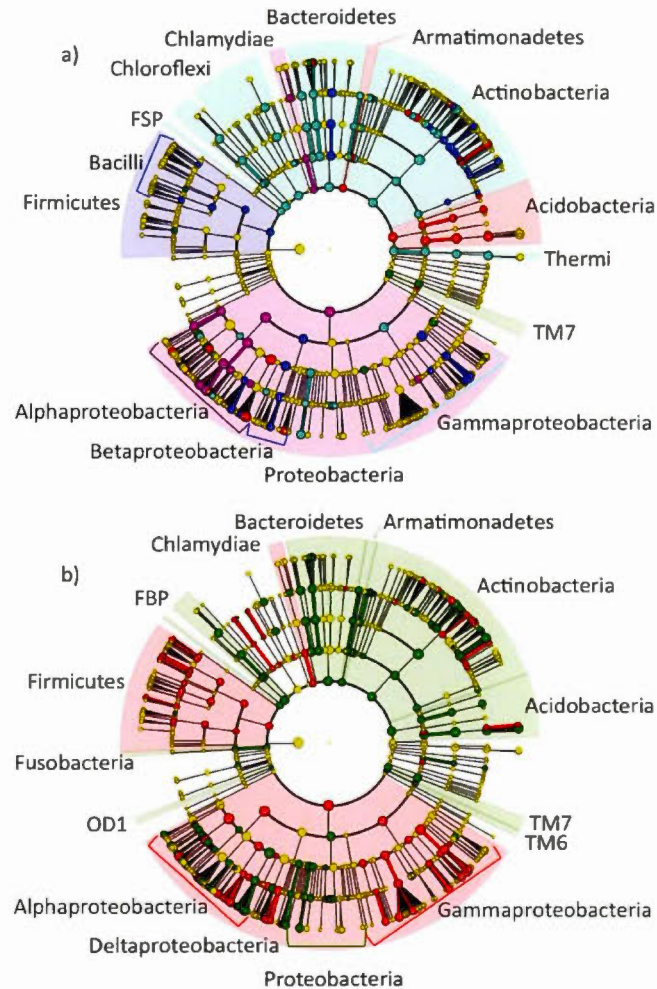 a)
Bacteroidetes
Chlamydiae
Armatimonadetes
Chloroflexi
Actinobacteria
FSP
Bacilli
Firmicutes
Acidobacteria
Thermi
TM7
Alphaproteobacteria
Gammaproteobacteria
Betaproteobacteria
Proteobacteria
b)
Bacteroidetes
Armatimonadetes
Chlamydiae
Actinobacteria
FBP
Firmicutes
Acidobacteria
Fusobacteria
OD1
TM7
TM6
Alphaproteobacteria
Gammaproteobacteria
Deltaproteobacteria
Proteobacteria